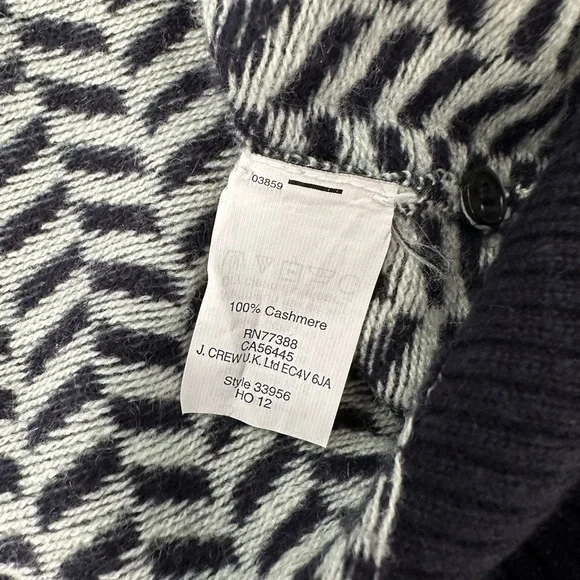 03859
100% Cashmere
RN77388
CA56445
J. CREW U.K. Ltd EC4V 6JA
Style 33956
HO 12